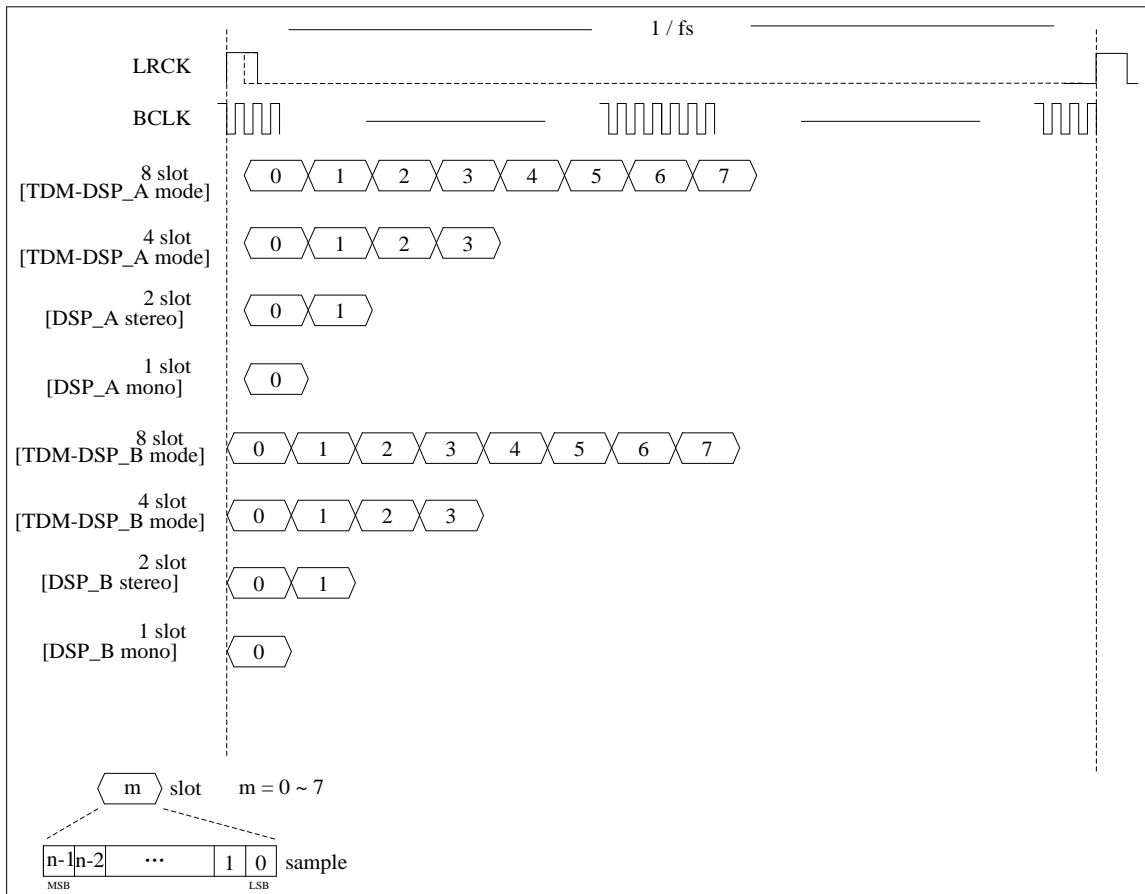 1 / fs
LRCK
BCLK
8 slot
[TDM-DSP_A mode]
0 1 2 3 4 5 6 7
4 slot
[TDM-DSP_A mode]
0 1 2 3
2 slot
[DSP_A stereo]
0 1
1 slot
[DSP_A mono]
0
8 slot
[TDM-DSP_B mode]
0 1 2 3 4 5 6 7
4 slot
[TDM-DSP_B mode]
0 1 2 3
2 slot
[DSP_B stereo]
0 1
1 slot
[DSP_B mono]
0
m slot m = 0 ~ 7
n-1 n-2 ••• 1 0 sample
MSB LSB